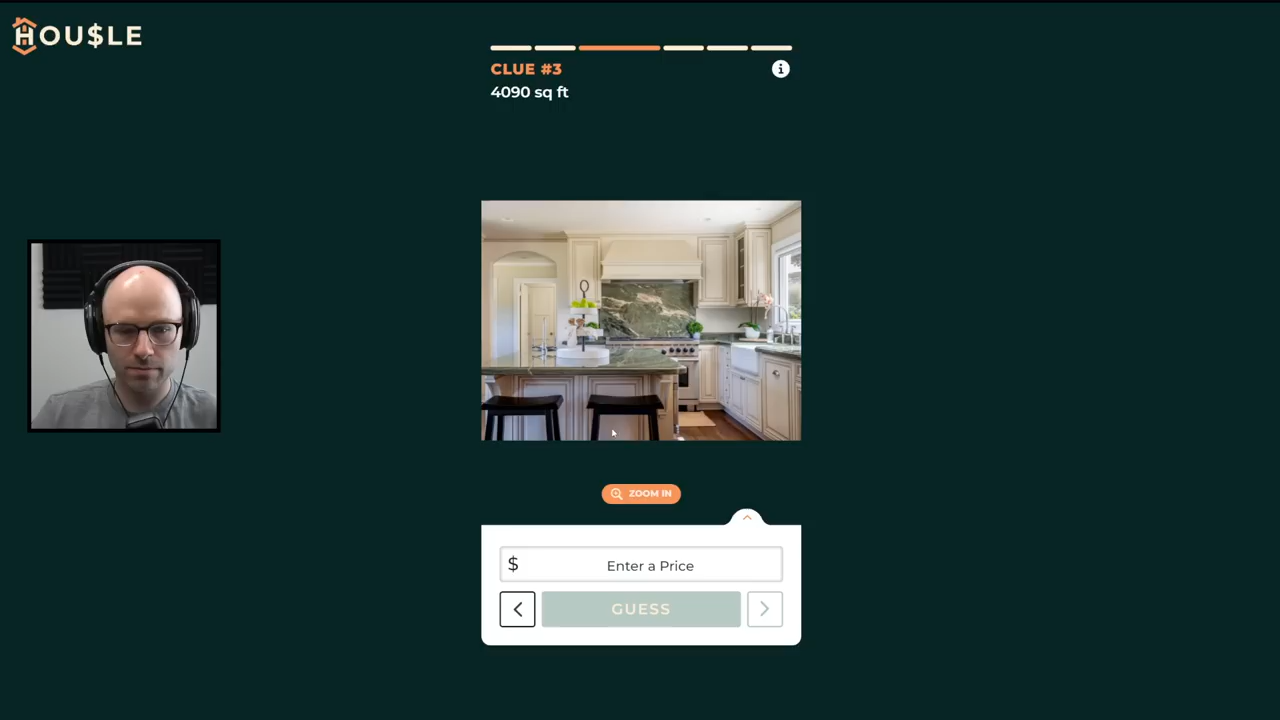 HOU$LE
CLUE #3
4090 sq ft
ZOOM IN
$ Enter a Price
GUESS